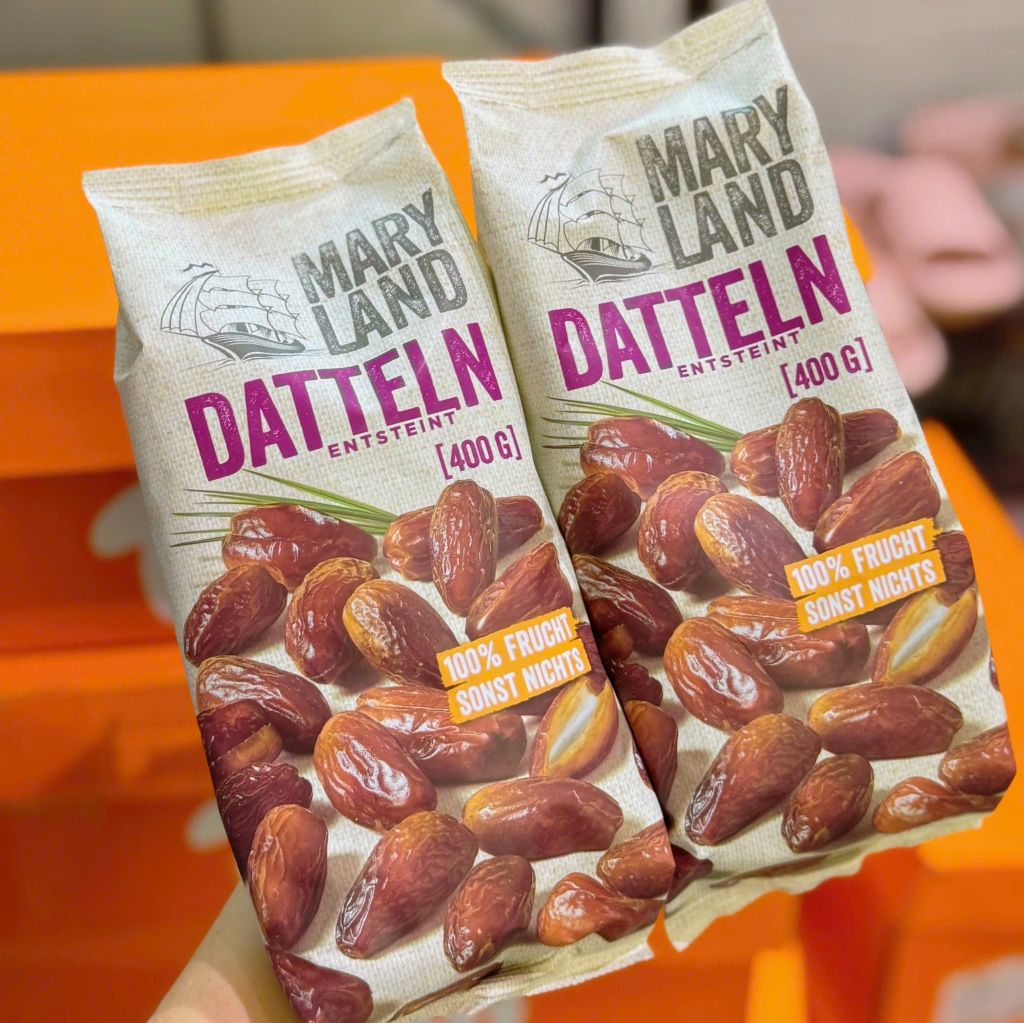 MARY
LAND
DATTELN
ENTSTEINT
[400 G]
100% FRUCHT
SONST NICHTS
MARY
LAND
DATTELN
ENTSTEINT
[400 G]
100% FRUCHT
SONST NICHTS